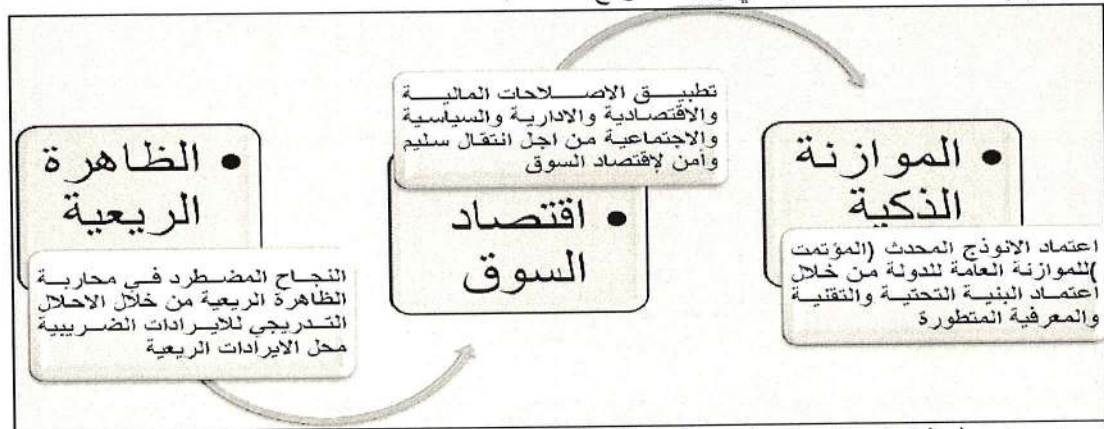 • الظاهرة
الريعية
النجاح المضطرد في محاربة
الظاهرة الريعية من خلال الاحلال
التدريجي للايرادات الضريبية
محل الايرادات الريعية
تطبيق الاصلاحات المالية
والاقتصادية والادارية والسياسية
والاجتماعية من اجل انتقال سليم
وأمن لإقتصاد السوق
• اقتصاد
السوق
• الموازنة
الذكية
اعتماد الانوذج المحدث (المؤتمت
)للموازنة العامة للدولة من خلال
اعتماد البنية التحتية والتقنية
والمعرفية المتطورة